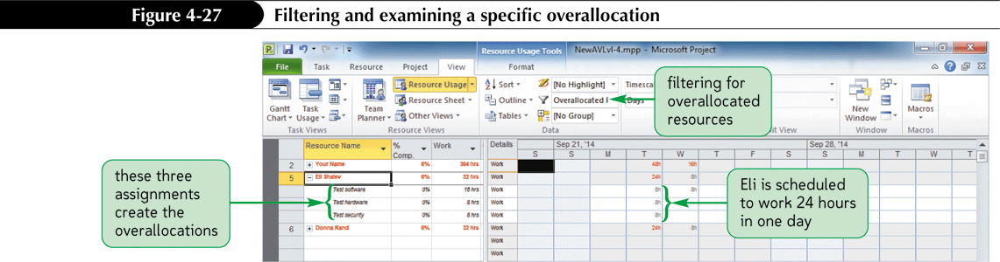 Figure 4-27 Filtering and examining a specific overallocation
Resource Usage Tools NewAVLvl-4.mpp - Microsoft Project
File Task Resource Project View Format
Gantt Chart Task Usage
Task Views
Team Planner
Resource Usage
Resource Sheet
Other Views
Resource Views
Sort
Outline
Tables
[No Highlight]
Overallocated
[No Group]
Data
Timesca
Days
it View
New Window
Window
Macros
Macros
filtering for
overallocated
resources
Resource Name % Comp. Work Details Sep 21, '14 Sep 28, '14
S S M T W T F S S M T W T
2 Your Name 0% 304 hrs Work 48h 16h
5 Eli Shalev 0% 32 hrs Work 24h 8h
Test software 0% 16 hrs Work 8h 8h
Test hardware 0% 8 hrs Work 8h
Test security 0% 8 hrs Work 8h
6 Donna Rand 0% 32 hrs Work 24h 8h
Work
Work
these three
assignments
create the
overallocations
Eli is scheduled
to work 24 hours
in one day